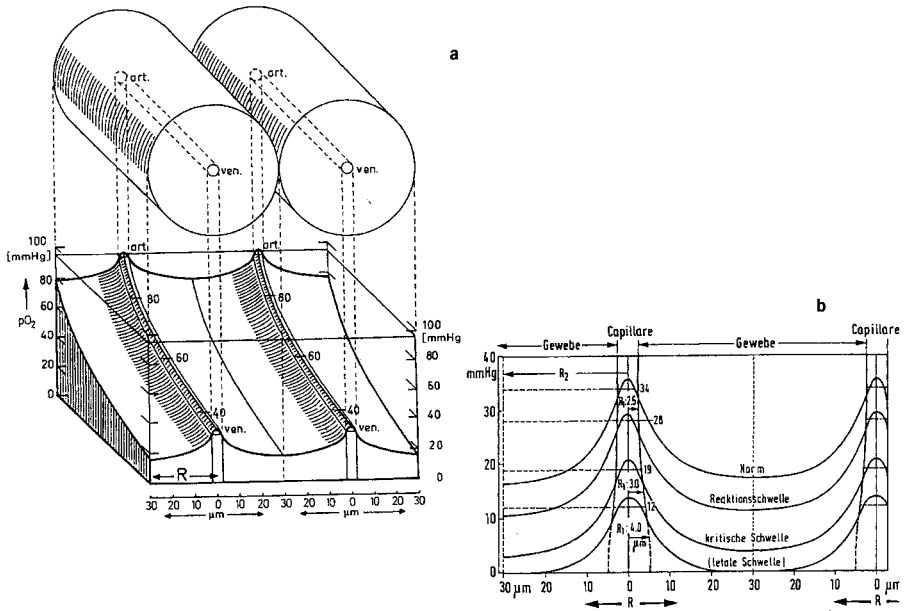 a
art. art.
ven. ven.
100
[mmHg]
80
pO2
60
40
20
0
art. art.
80 80
60 60
40 40
ven. ven.
100
[mmHg]
80
60
40
20
0
R
30 20 10 0 10 20 30 20 10 0 10 20 30
µm µm
b
Capillare Capillare
Gewebe Gewebe
40
mmHg
30
20
10
0
R2
34
R1:2.5
28
19
R1:3.0
12
R1:4.0
µm
Norm
Reaktionsschwelle
kritische Schwelle
(letale Schwelle)
30 µm 20 10 0 10 20 30 20 10 0 µm
R R